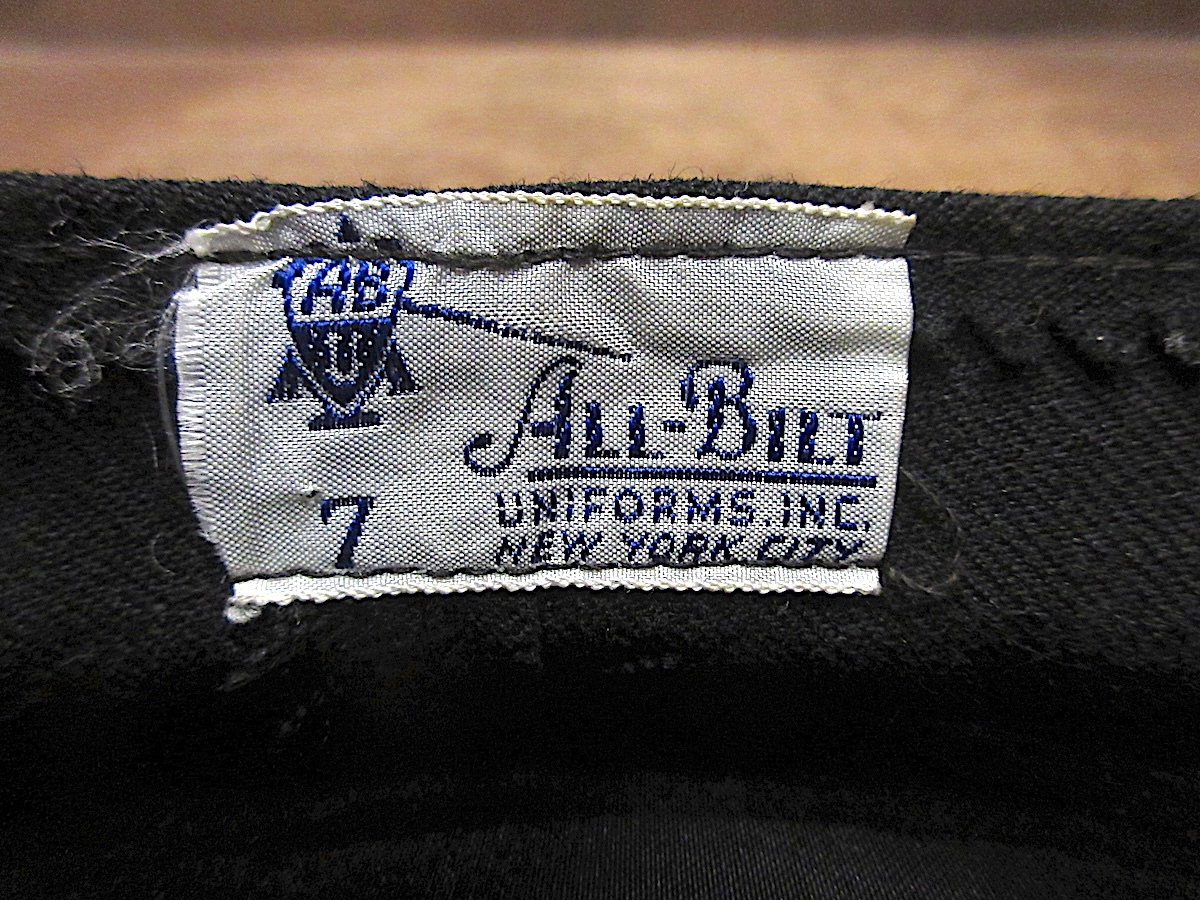 AB
U
ALL-BILT
UNIFORMS, INC.
NEW YORK CITY
7